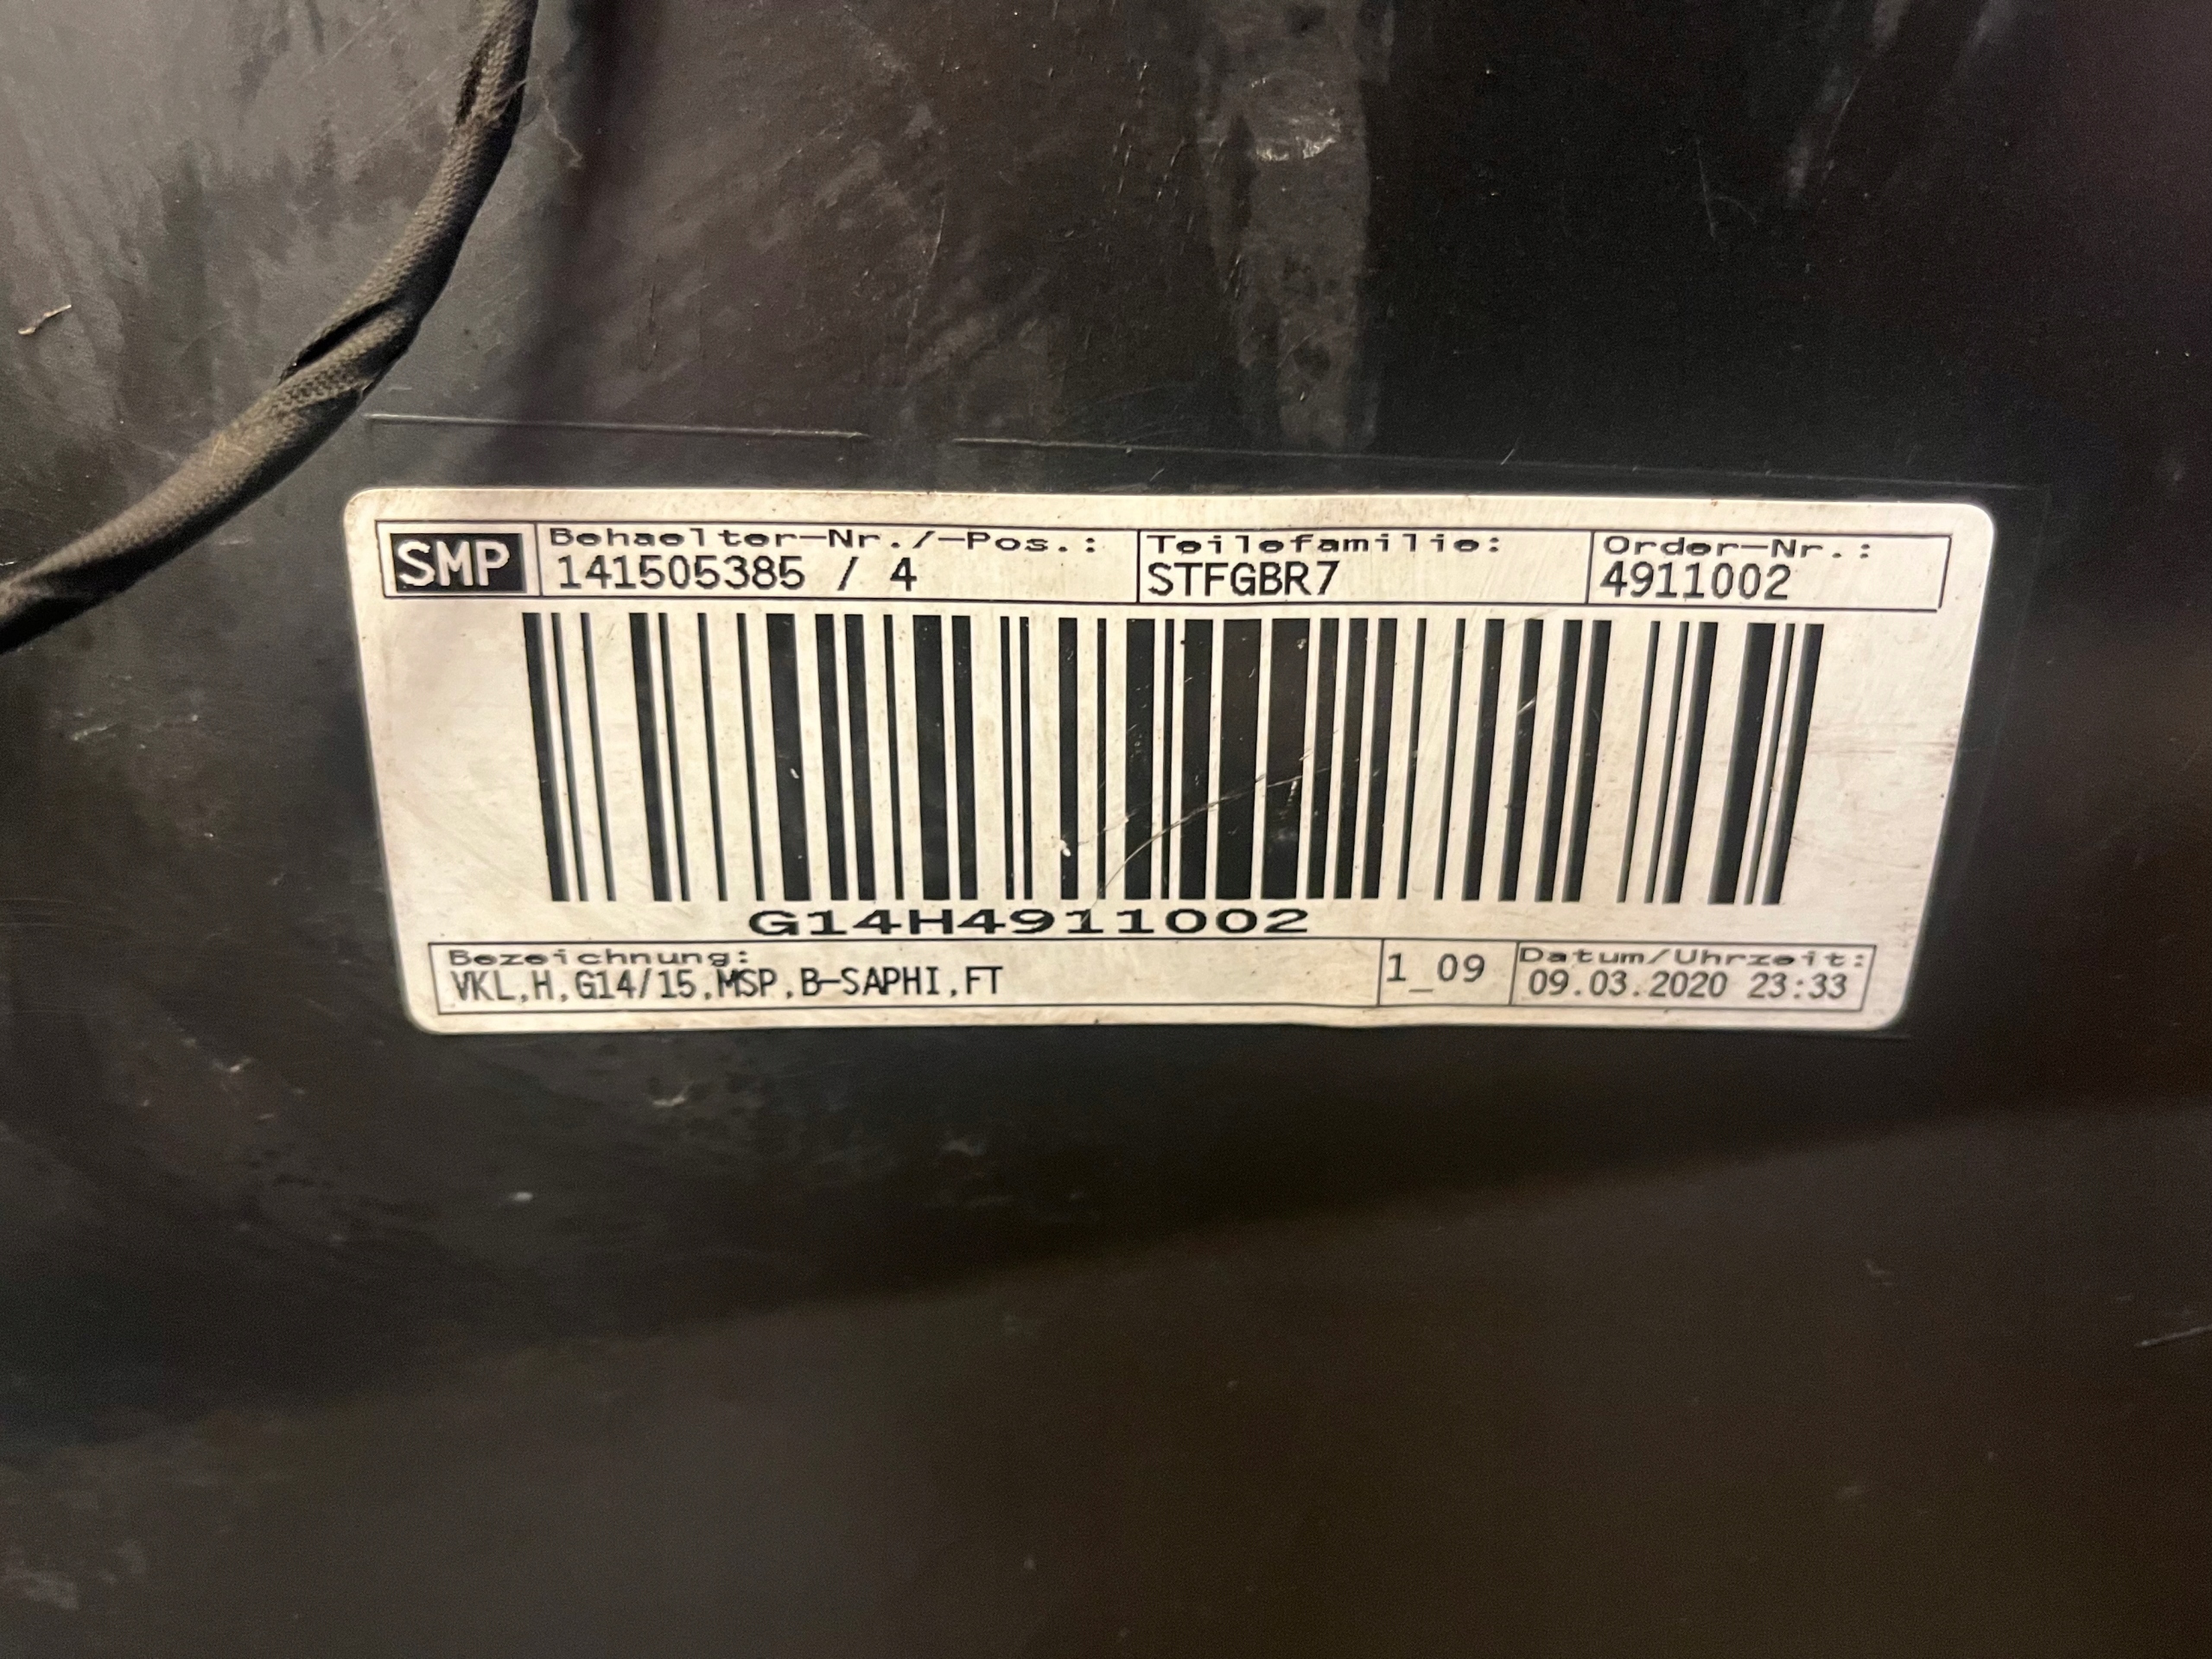 SMP
Behaelter-Nr./-Pos.:
141505385 / 4
Teilefamilie:
STFGBR7
Order-Nr.:
4911002
G14H4911002
Bezeichnung:
VKL,H,G14/15,MSP,B-SAPHI,FT
1_09
Datum/Uhrzeit:
09.03.2020 23:33